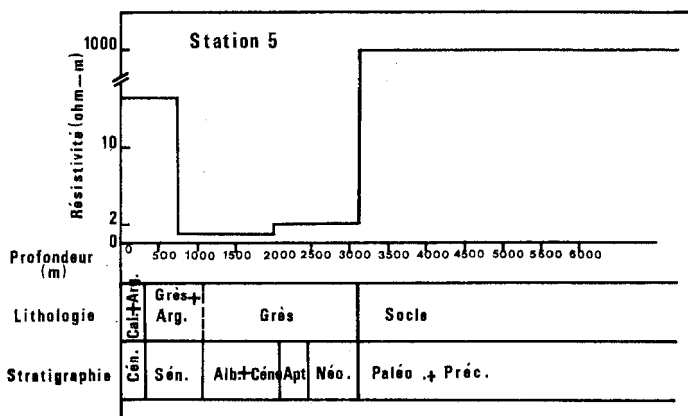 Station 5
1000
10
2
0
Résistivité (ohm—m)
Profondeur
(m)
0 500 1000 1500 2000 2500 3000 3500 4000 4500 5000 5500 6000
Lithologie
Cal.+Arg.
Grès+
Arg.
Grès
Socle
Stratigraphie
Cén.
Sén.
Alb.+Céno
Apt
Néo.
Paléo .+ Préc.